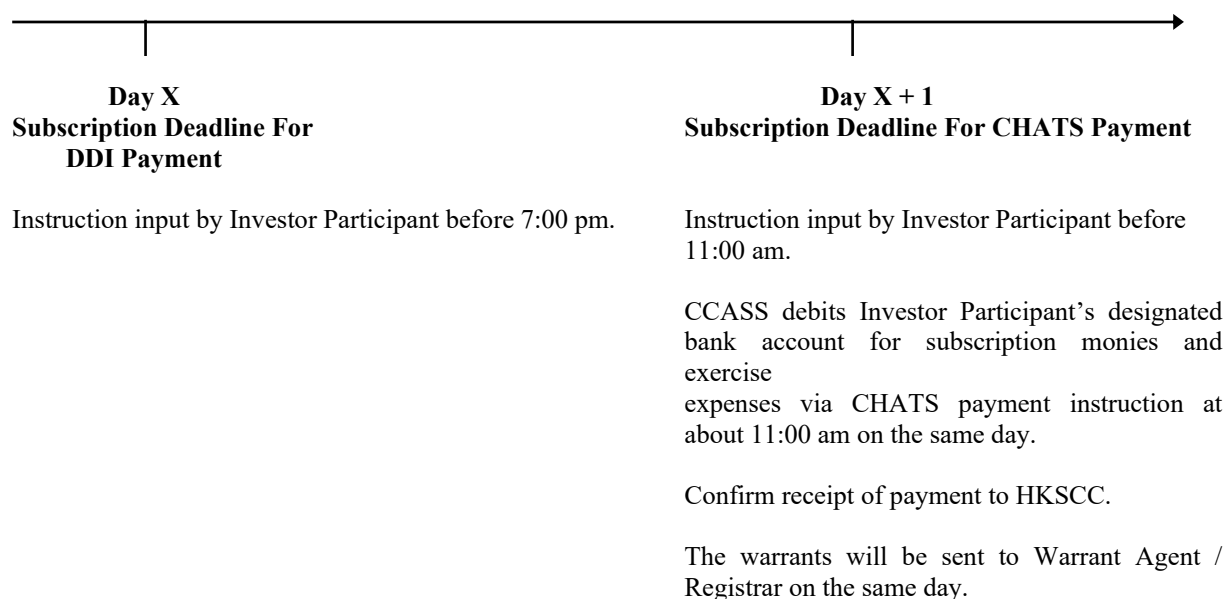 Day X
Subscription Deadline For
DDI Payment
Instruction input by Investor Participant before 7:00 pm.
Day X + 1
Subscription Deadline For CHATS Payment
Instruction input by Investor Participant before
11:00 am.
CCASS debits Investor Participant’s designated
bank account for subscription monies and
exercise
expenses via CHATS payment instruction at
about 11:00 am on the same day.
Confirm receipt of payment to HKSCC.
The warrants will be sent to Warrant Agent /
Registrar on the same day.